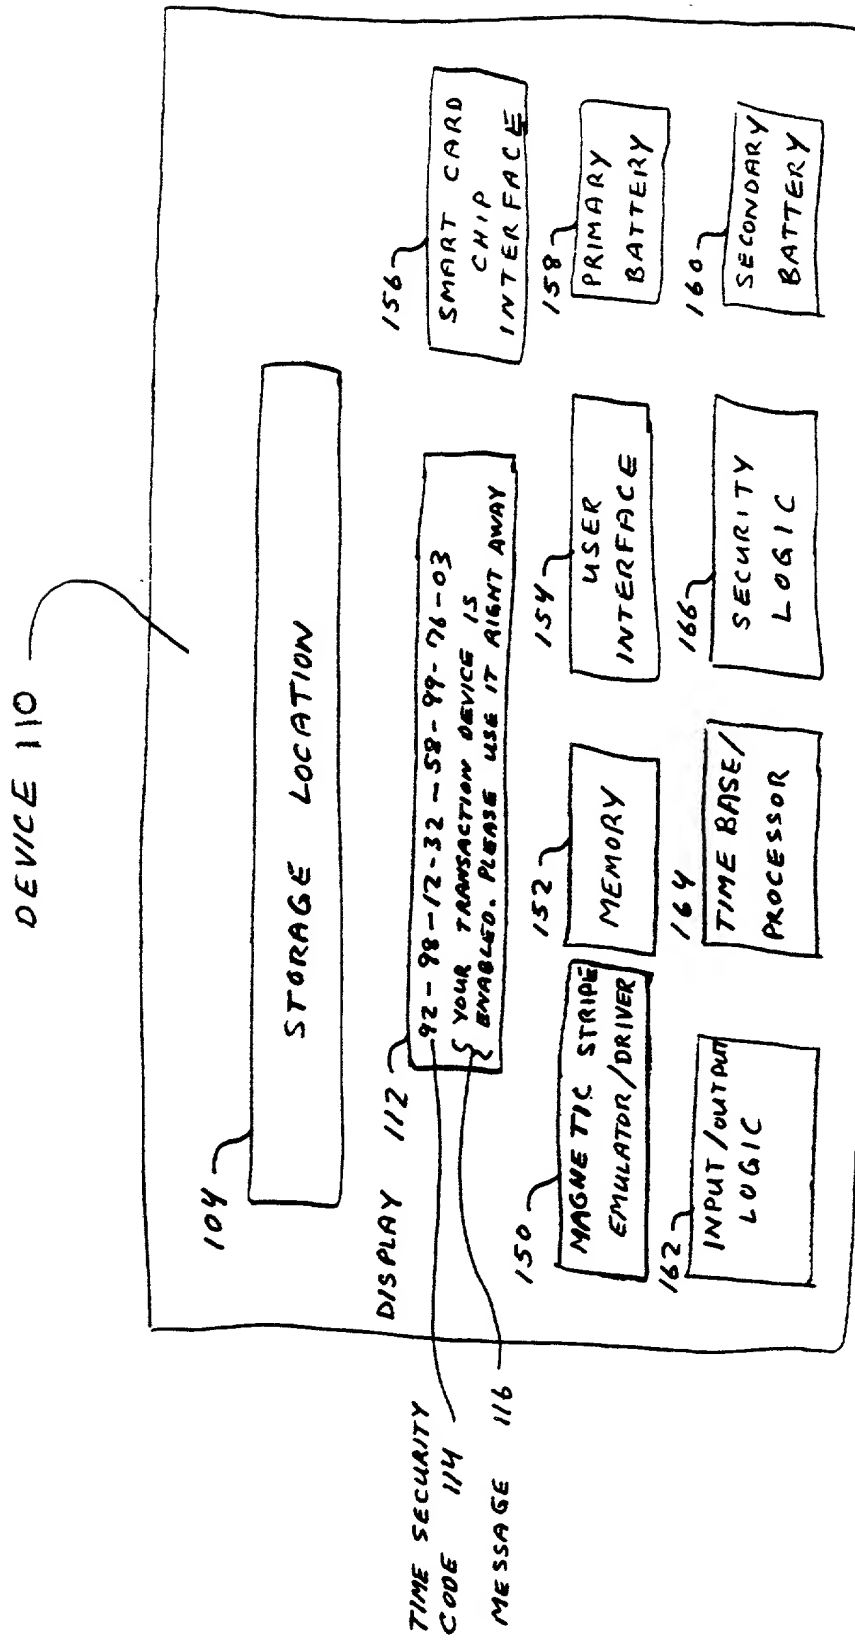 DEVICE 110
104
STORAGE LOCATION
DISPLAY 112
92-98-12-32-58-99-76-03
YOUR TRANSACTION DEVICE IS
ENABLED. PLEASE USE IT RIGHT AWAY
TIME SECURITY
CODE 114
MESSAGE 116
156
SMART CARD
CHIP
INTERFACE
150
MAGNETIC STRIPE
EMULATOR/DRIVER
152
MEMORY
154
USER
INTERFACE
158
PRIMARY
BATTERY
162
INPUT/OUTPUT
LOGIC
164
TIME BASE/
PROCESSOR
166
SECURITY
LOGIC
160
SECONDARY
BATTERY